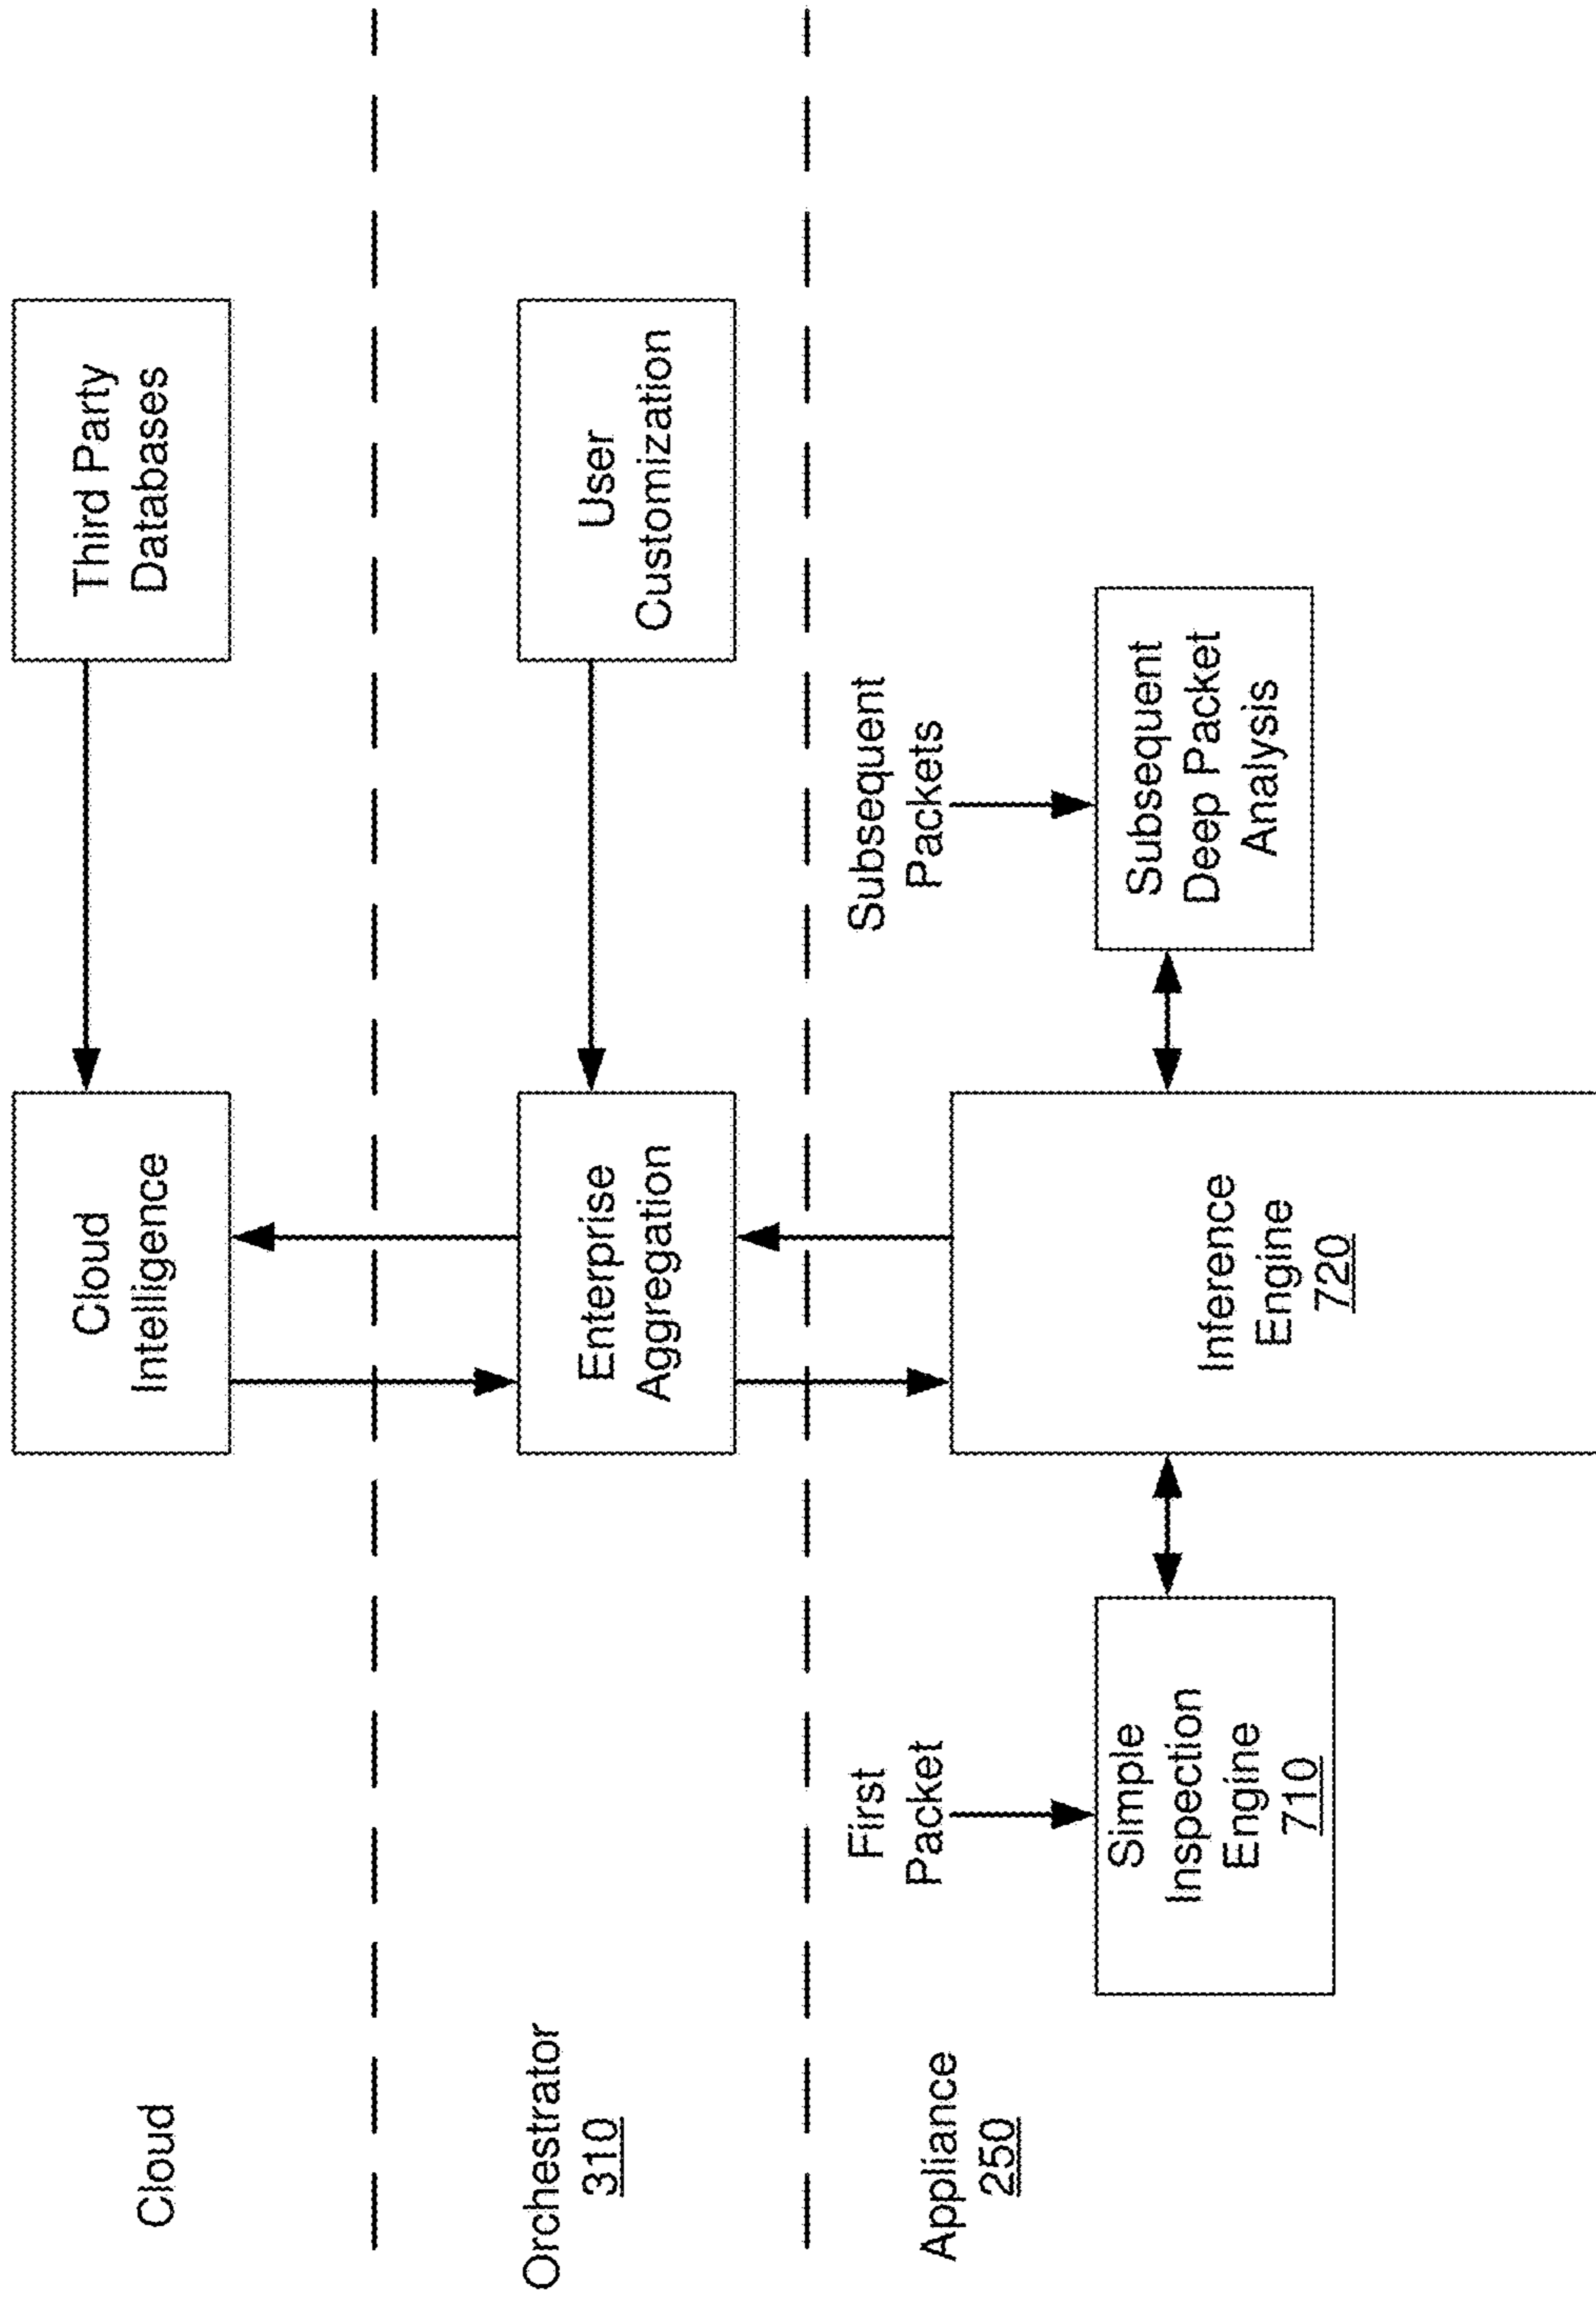 Cloud
Cloud
Intelligence
Third Party
Databases
Orchestrator
310
Enterprise
Aggregation
User
Customization
Appliance
250
First
Packet
Simple
Inspection
Engine
710
Inference
Engine
720
Subsequent
Packets
Subsequent
Deep Packet
Analysis